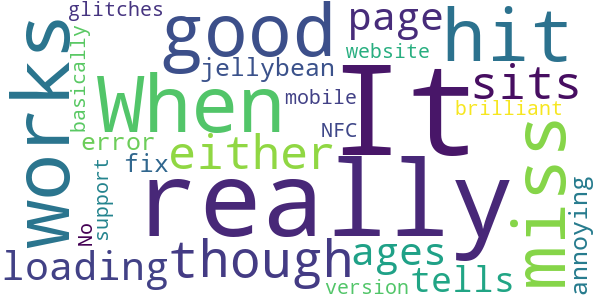 glitches
works
good
page
hit
basically
website
jellybean
When
It
mobile
sits
brilliant
NFC
error
fix
either
miss
really
No
support
annoying
loading
though
ages
tells
version